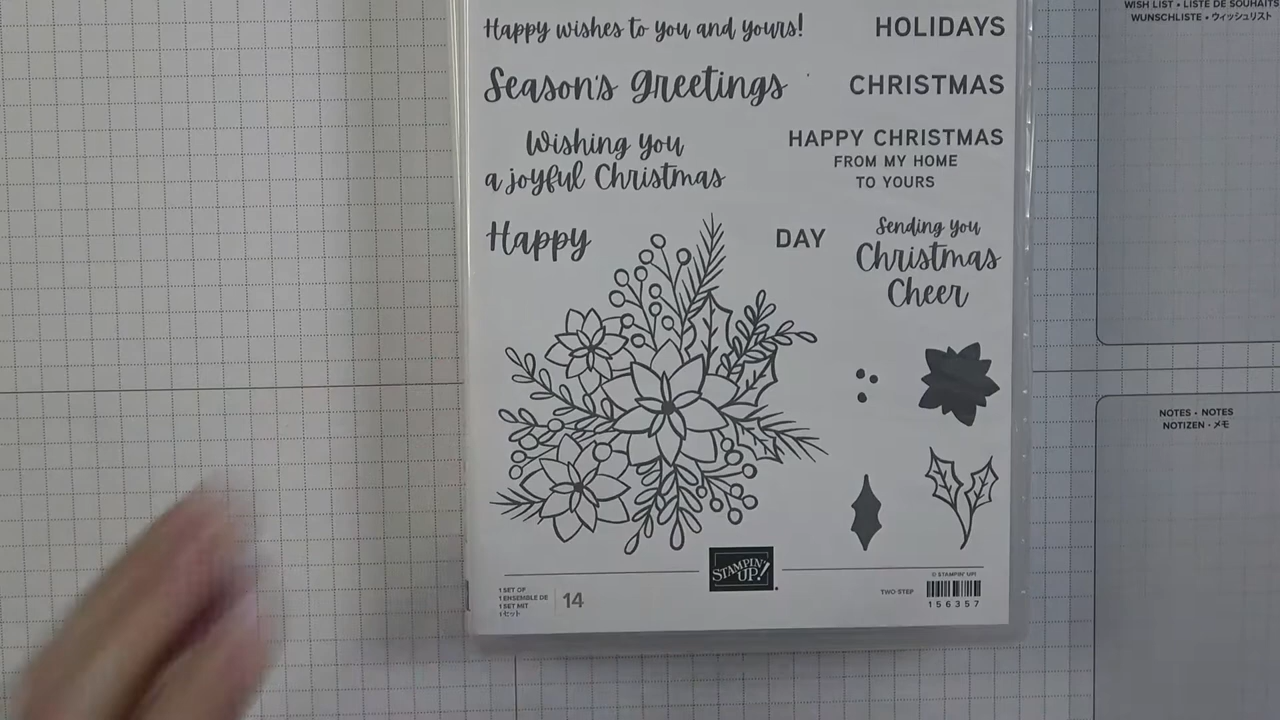 WISH LIST • LISTE DE SOUHAITS
WUNSCHLISTE • ウィッシュリスト
Happy wishes to you and yours!
HOLIDAYS
Season's greetings
CHRISTMAS
Wishing you
a joyful Christmas
HAPPY CHRISTMAS
FROM MY HOME
TO YOURS
Happy
DAY
Sending you
Christmas
Cheer
NOTES • NOTES
NOTIZEN • メモ
STAMPIN'
UP!
1 SET OF
1 ENSEMBLE DE
1 SET MIT
1セット
14
TWO STEP
© STAMPIN' UP!
156357